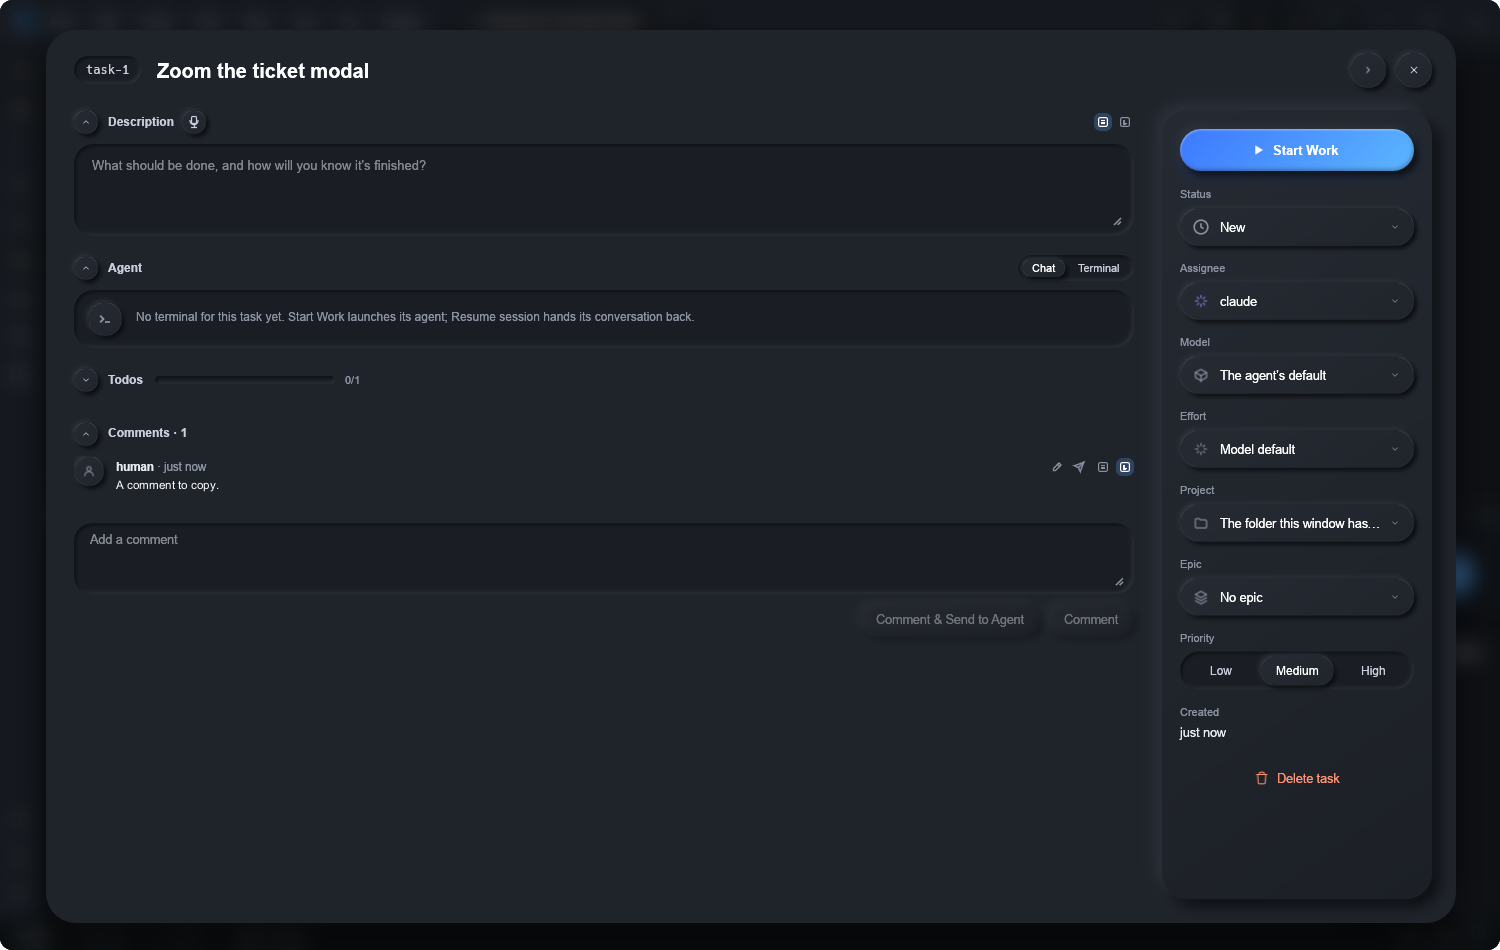 task-1
Zoom the ticket modal
Description
What should be done, and how will you know it's finished?
Agent
Chat
Terminal
No terminal for this task yet. Start Work launches its agent; Resume session hands its conversation back.
Todos
0/1
Comments · 1
human · just now
A comment to copy.
Add a comment
Comment & Send to Agent
Comment
Start Work
Status
New
Assignee
claude
Model
The agent's default
Effort
Model default
Project
The folder this window has…
Epic
No epic
Priority
Low
Medium
High
Created
just now
Delete task